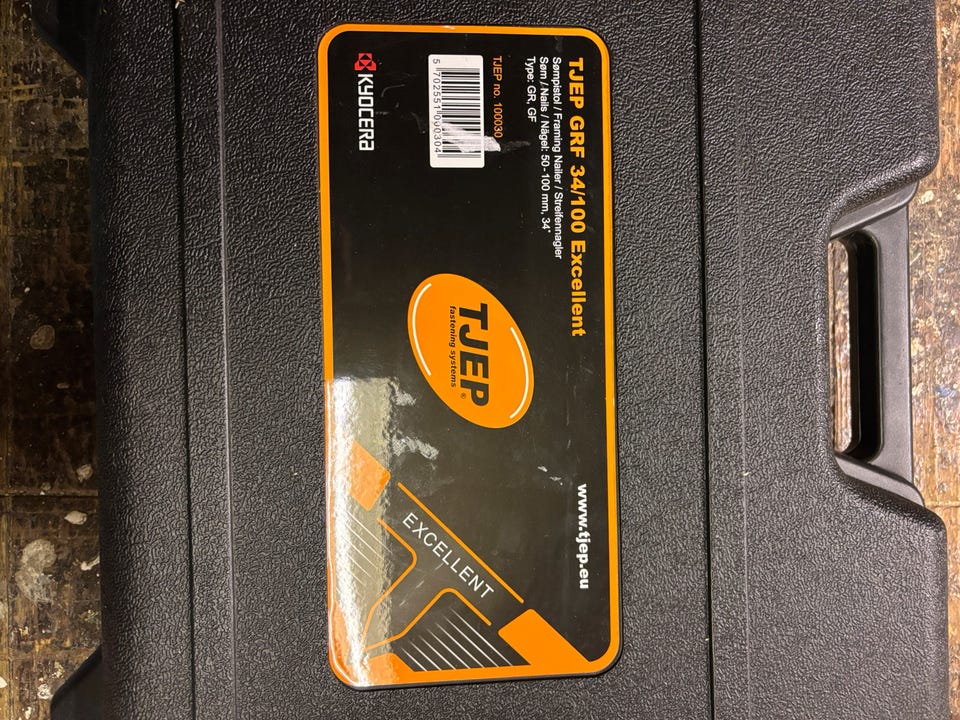 TJEP GRF 34/100 Excellent
Sømpistol / Framing Nailer / Streifennagler
Søm / Nails / Nägel: 50-100 mm, 34°
Type: GR, GF
TJEP no. 100030
5 702551 000304
KYOCERA
TJEP®
fastening systems
www.tjep.eu
EXCELLENT